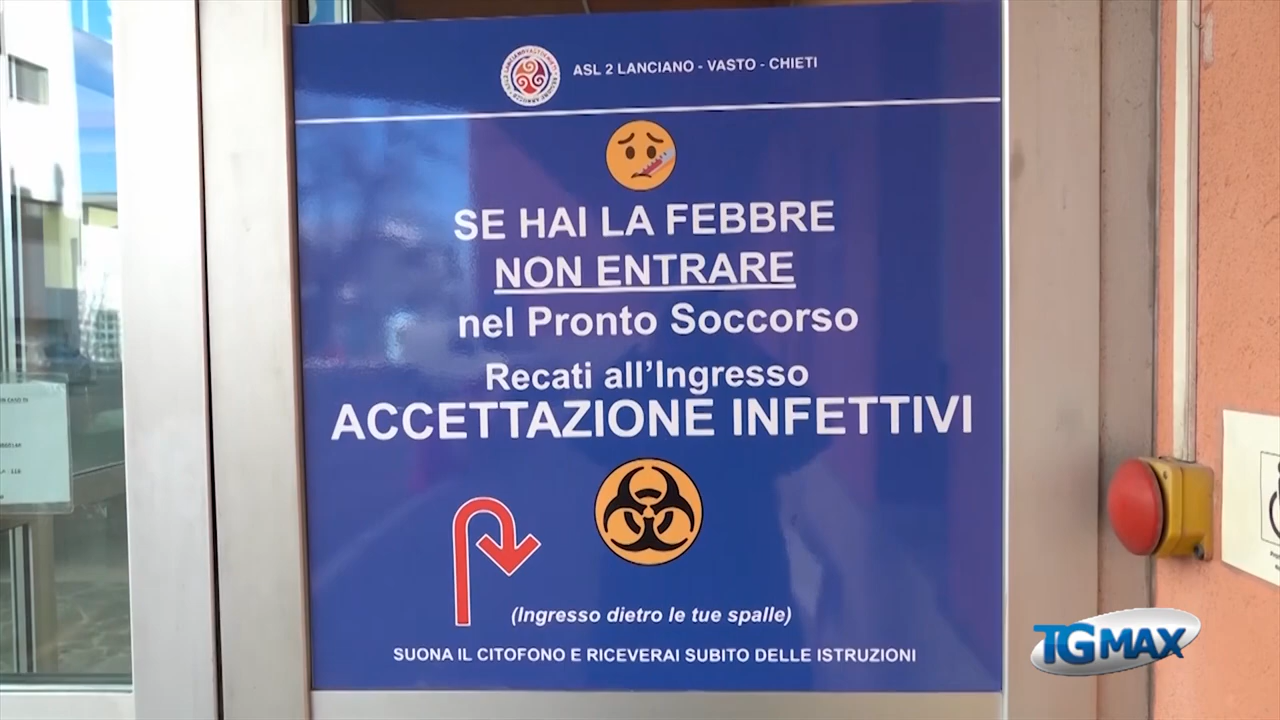 ASL 2 LANCIANO - VASTO - CHIETI
SE HAI LA FEBBRE
NON ENTRARE
nel Pronto Soccorso
Recati all'Ingresso
ACCETTAZIONE INFETTIVI
(Ingresso dietro le tue spalle)
SUONA IL CITOFONO E RICEVERAI SUBITO DELLE ISTRUZIONI
TGMAX